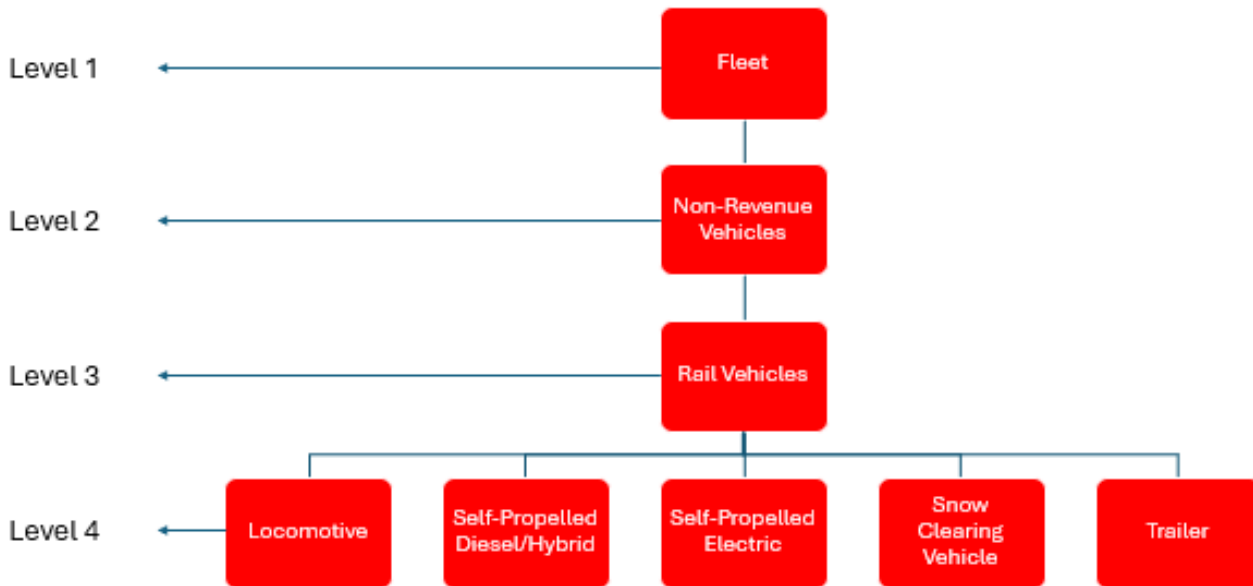 Level 1
Fleet
Level 2
Non-Revenue
Vehicles
Level 3
Rail Vehicles
Level 4
Locomotive
Self-Propelled
Diesel/Hybrid
Self-Propelled
Electric
Snow
Clearing
Vehicle
Trailer